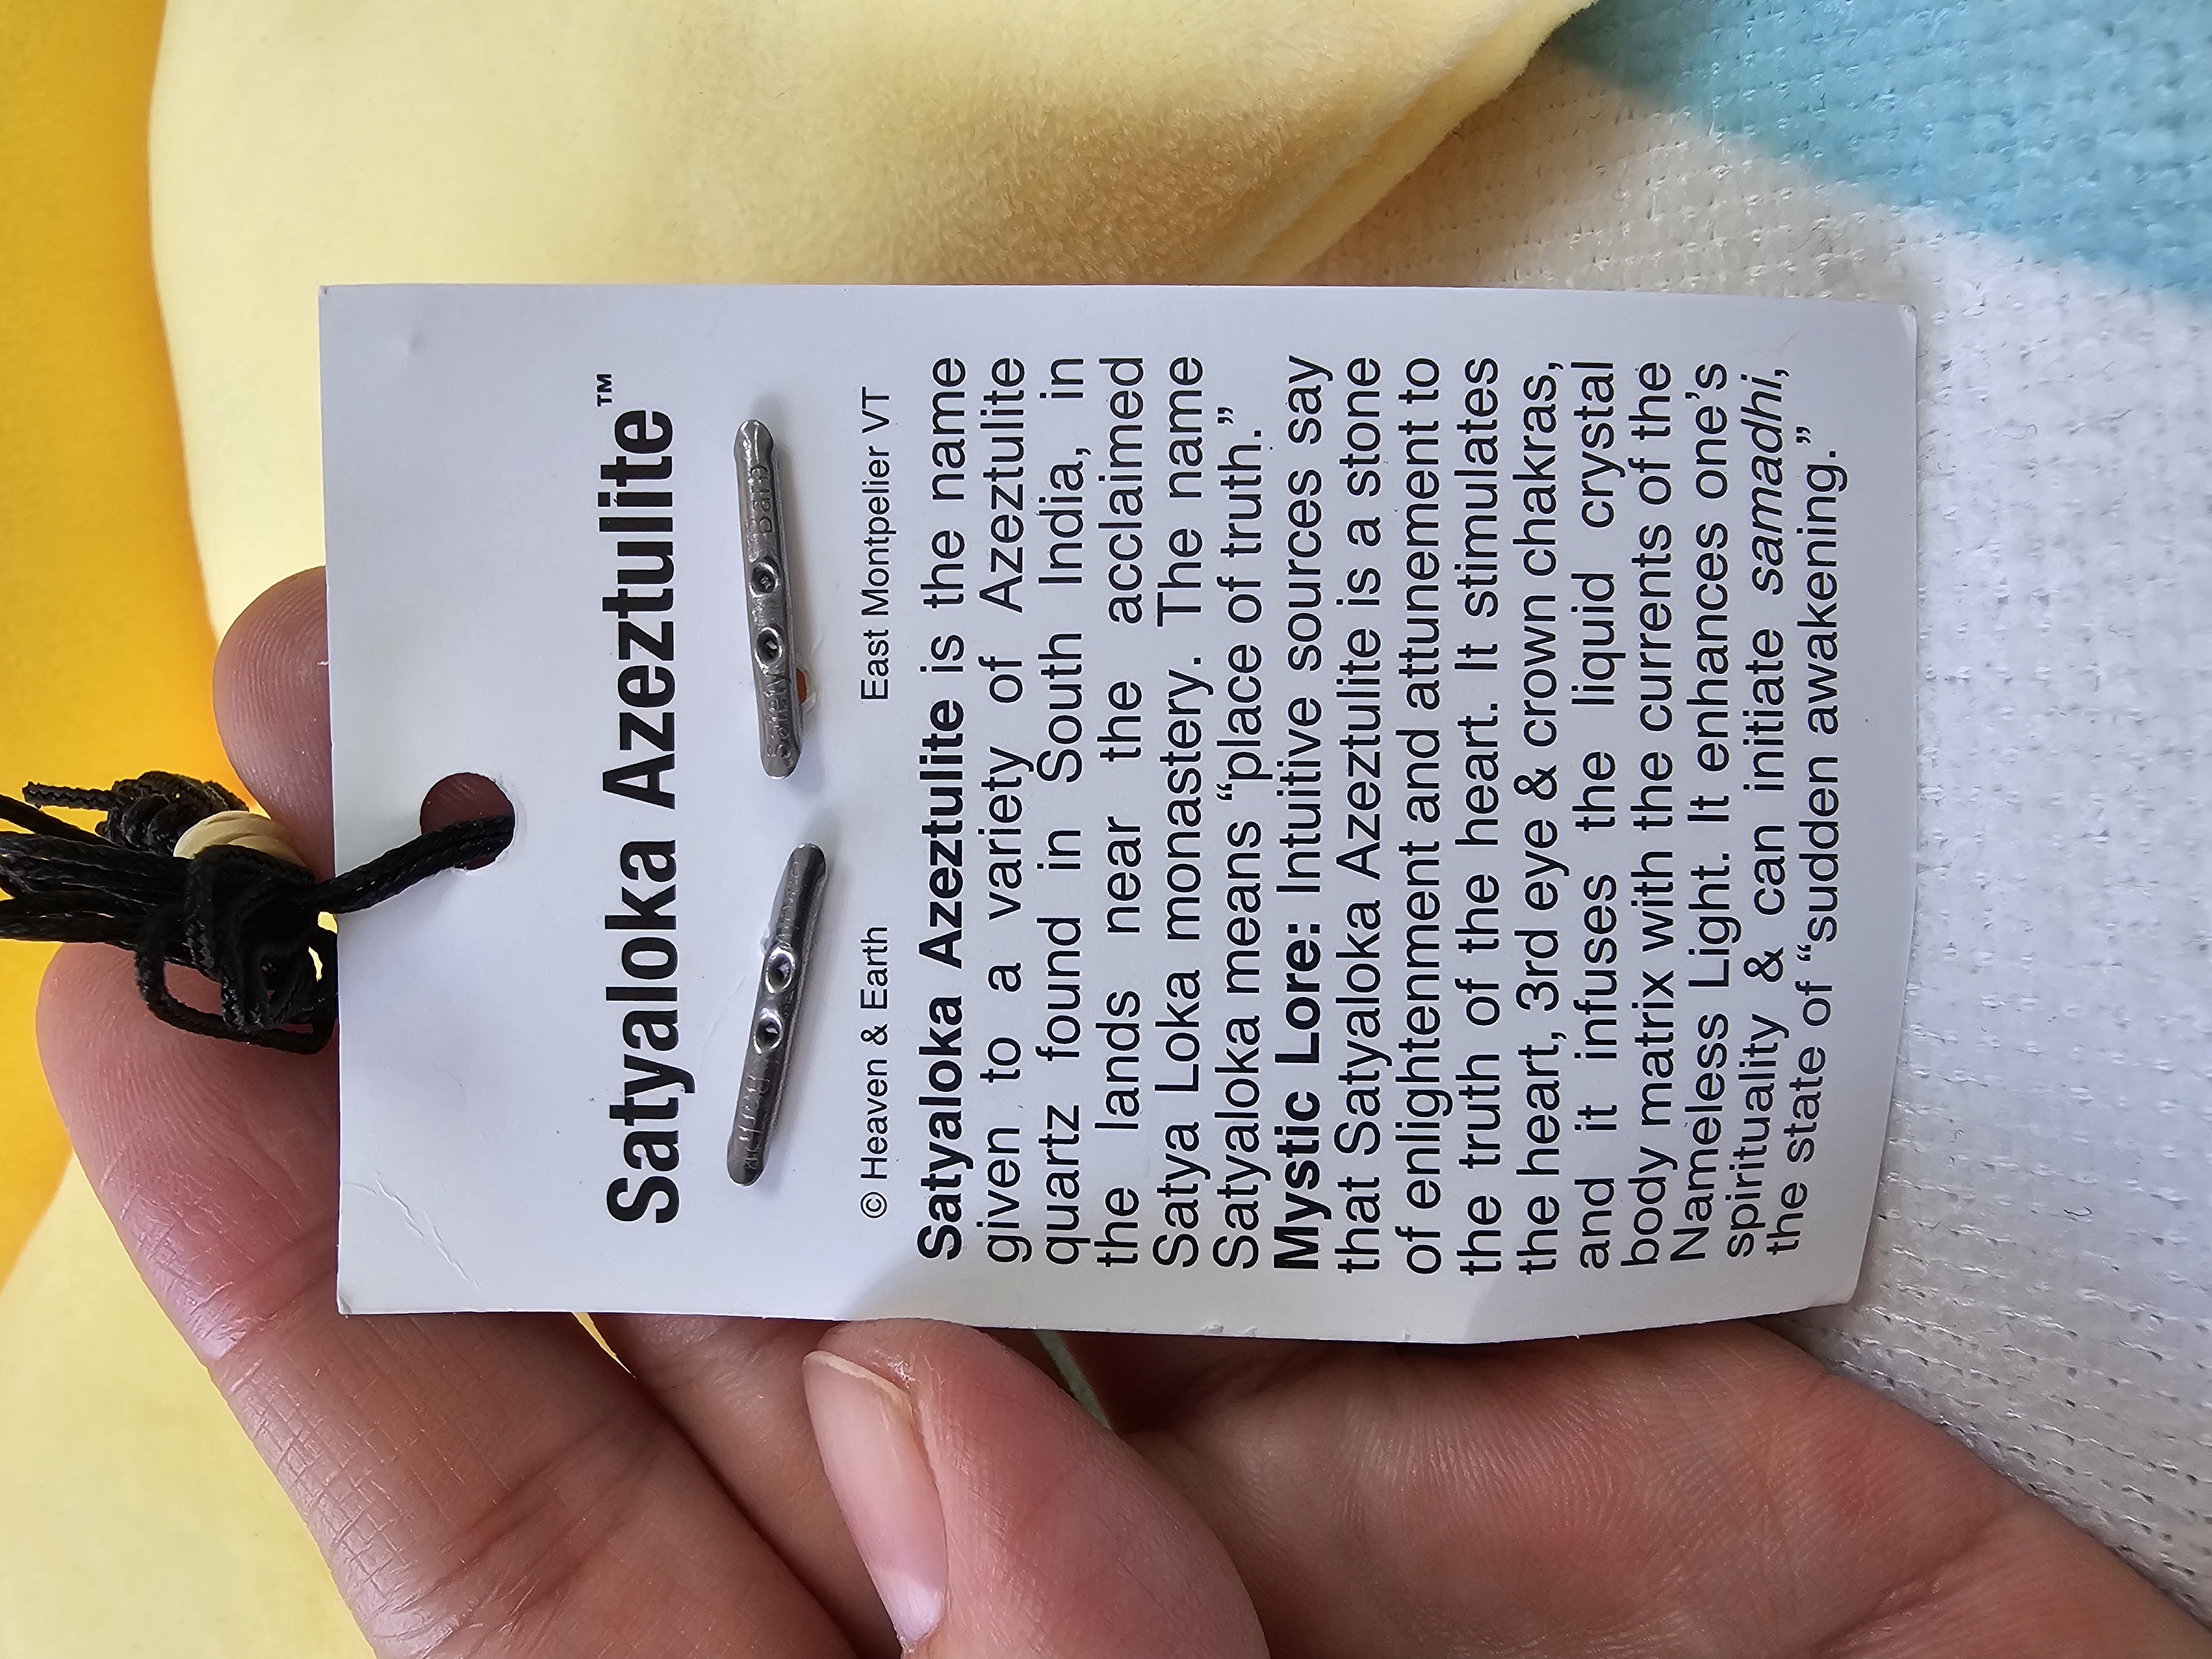 Satyaloka Azeztulite™
Safety Barb
© Heaven & Earth East Montpelier VT
Satyaloka Azeztulite is the name
given to a variety of Azeztulite
quartz found in South India, in
the lands near the acclaimed
Satya Loka monastery. The name
Satyaloka means “place of truth.”
Mystic Lore: Intuitive sources say
that Satyaloka Azeztulite is a stone
of enlightenment and attunement to
the truth of the heart. It stimulates
the heart, 3rd eye & crown chakras,
and it infuses the liquid crystal
body matrix with the currents of the
Nameless Light. It enhances one’s
spirituality & can initiate samadhi,
the state of “sudden awakening.”